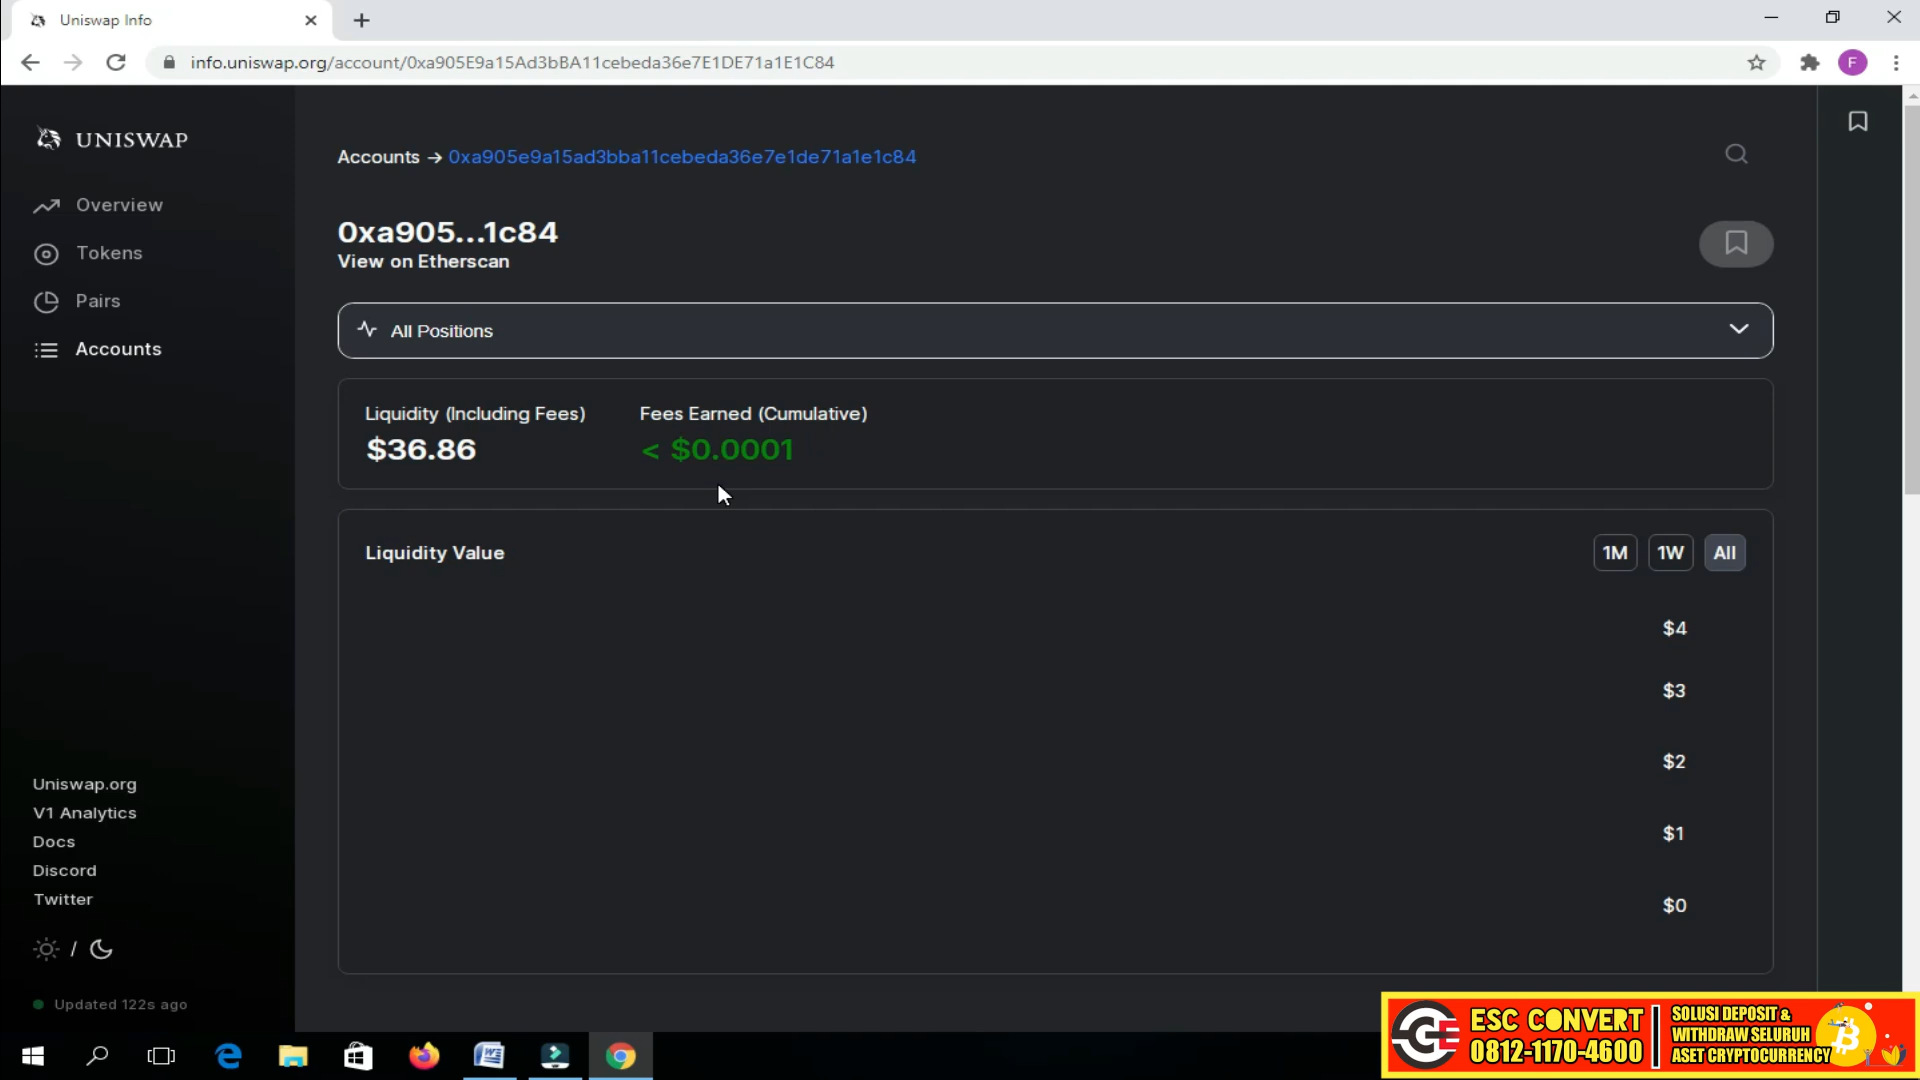 Uniswap Info
info.uniswap.org/account/0xa905E9a15Ad3bBA11cebeda36e7E1DE71a1E1C84
UNISWAP
Overview
Tokens
Pairs
Accounts
Uniswap.org
V1 Analytics
Docs
Discord
Twitter
/
Updated 122s ago
Accounts → 0xa905e9a15ad3bba11cebeda36e7e1de71a1e1c84
0xa905...1c84
View on Etherscan
All Positions
Liquidity (Including Fees)
$36.86
Fees Earned (Cumulative)
< $0.0001
Liquidity Value
1M
1W
All
$4
$3
$2
$1
$0
F
ESC CONVERT
0812-1170-4600
SOLUSI DEPOSIT &
WITHDRAW SELURUH
ASET CRYPTOCURRENCY